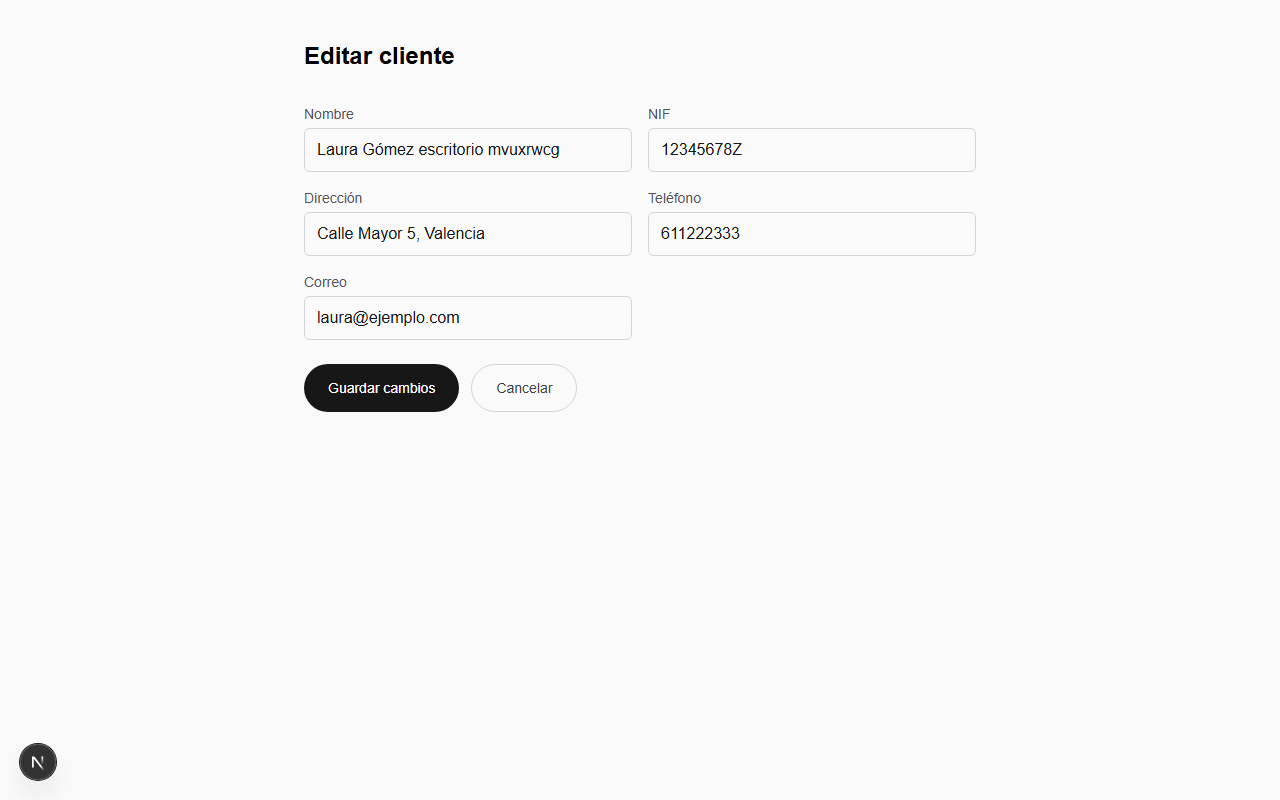 Editar cliente
Nombre
NIF
Laura Gómez escritorio mvuxrwcg
12345678Z
Dirección
Teléfono
Calle Mayor 5, Valencia
611222333
Correo
laura@ejemplo.com
Guardar cambios
Cancelar
N